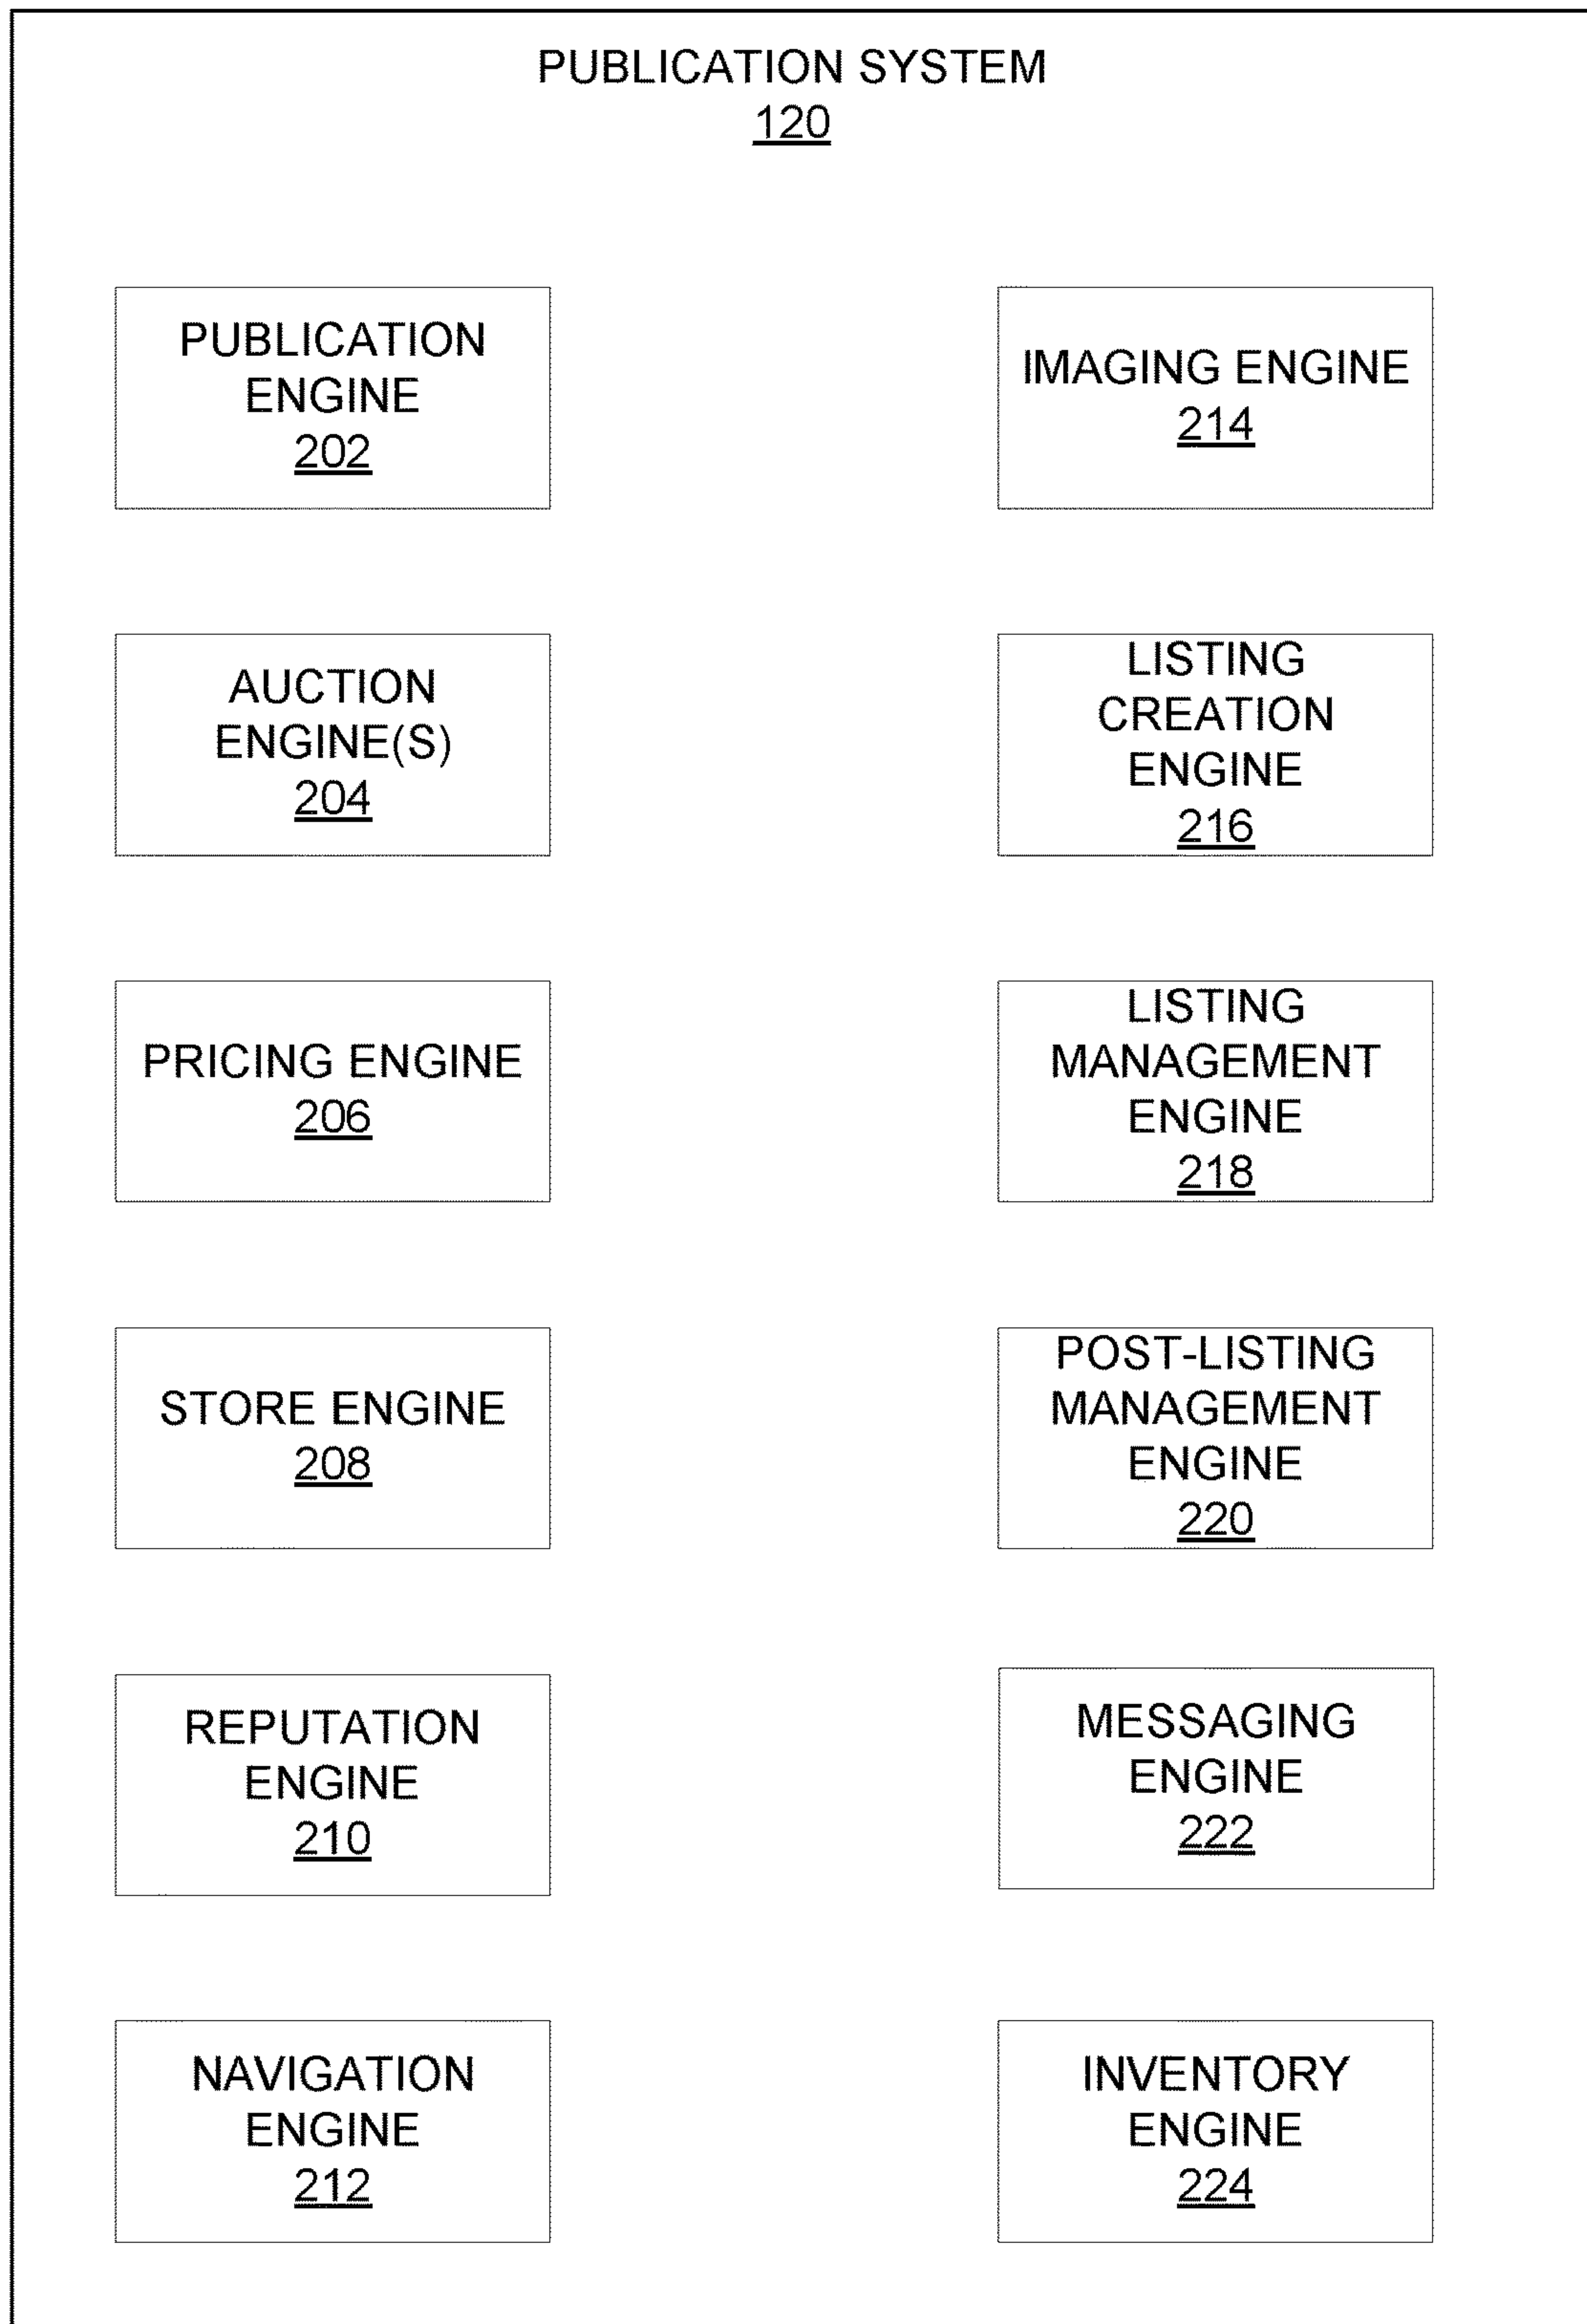 PUBLICATION SYSTEM
120
PUBLICATION
ENGINE
202
AUCTION
ENGINE(S)
204
PRICING ENGINE
206
STORE ENGINE
208
REPUTATION
ENGINE
210
NAVIGATION
ENGINE
212
IMAGING ENGINE
214
LISTING
CREATION
ENGINE
216
LISTING
MANAGEMENT
ENGINE
218
POST-LISTING
MANAGEMENT
ENGINE
220
MESSAGING
ENGINE
222
INVENTORY
ENGINE
224